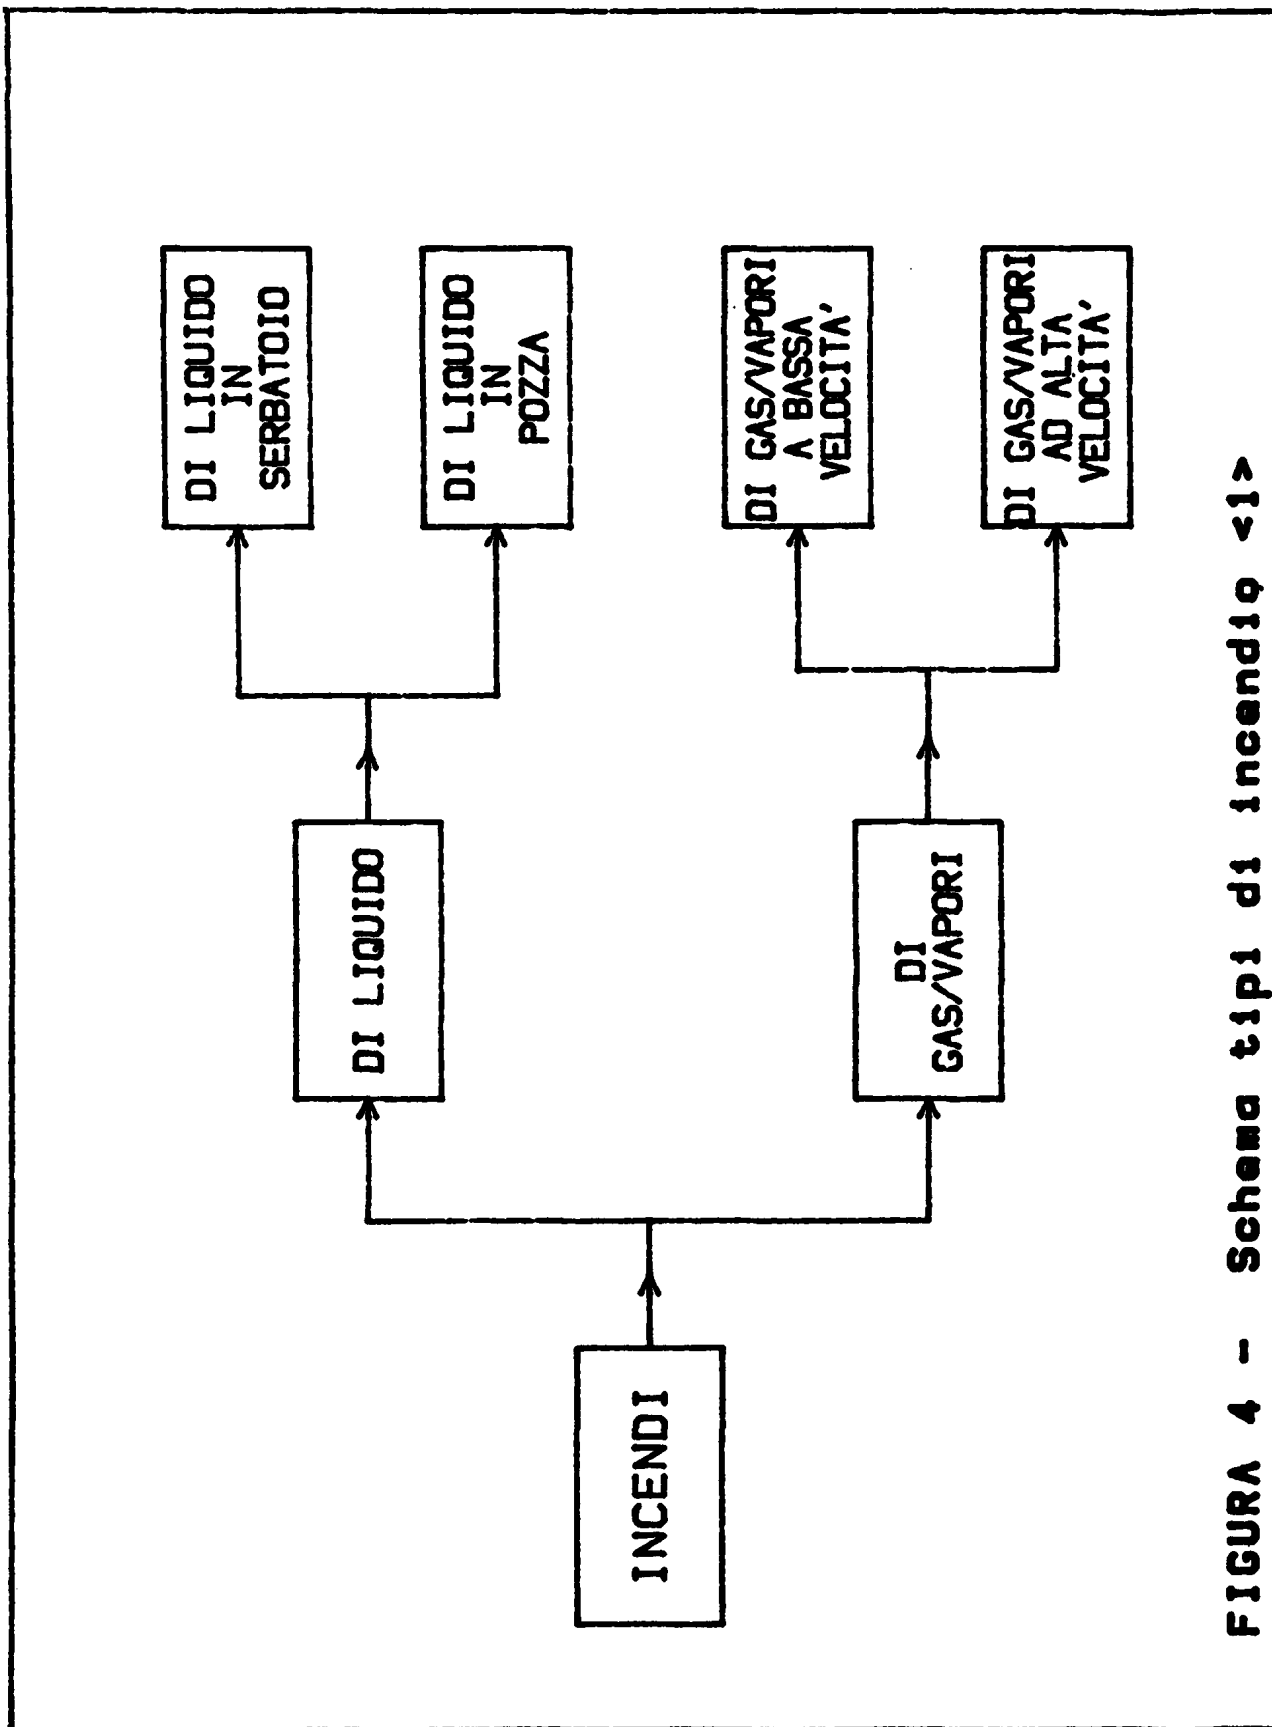 INCENDI
DI LIQUIDO
DI
GAS/VAPORI
DI LIQUIDO
IN
SERBATOIO
DI LIQUIDO
IN
POZZA
DI GAS/VAPORI
A BASSA
VELOCITA'
DI GAS/VAPORI
AD ALTA
VELOCITA'
FIGURA 4 - Schema tipi di incendio <1>